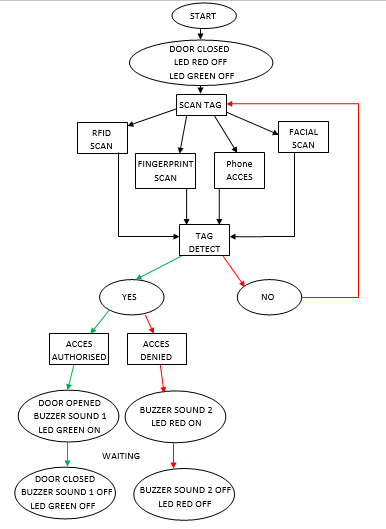 START
DOOR CLOSED
LED RED OFF
LED GREEN OFF
SCAN TAG
RFID
SCAN
FINGERPRINT
SCAN
Phone
ACCES
FACIAL
SCAN
TAG
DETECT
YES
NO
ACCES
AUTHORISED
ACCES
DENIED
DOOR OPENED
BUZZER SOUND 1
LED GREEN ON
BUZZER SOUND 2
LED RED ON
WAITING
DOOR CLOSED
BUZZER SOUND 1 OFF
LED GREEN OFF
BUZZER SOUND 2 OFF
LED RED OFF